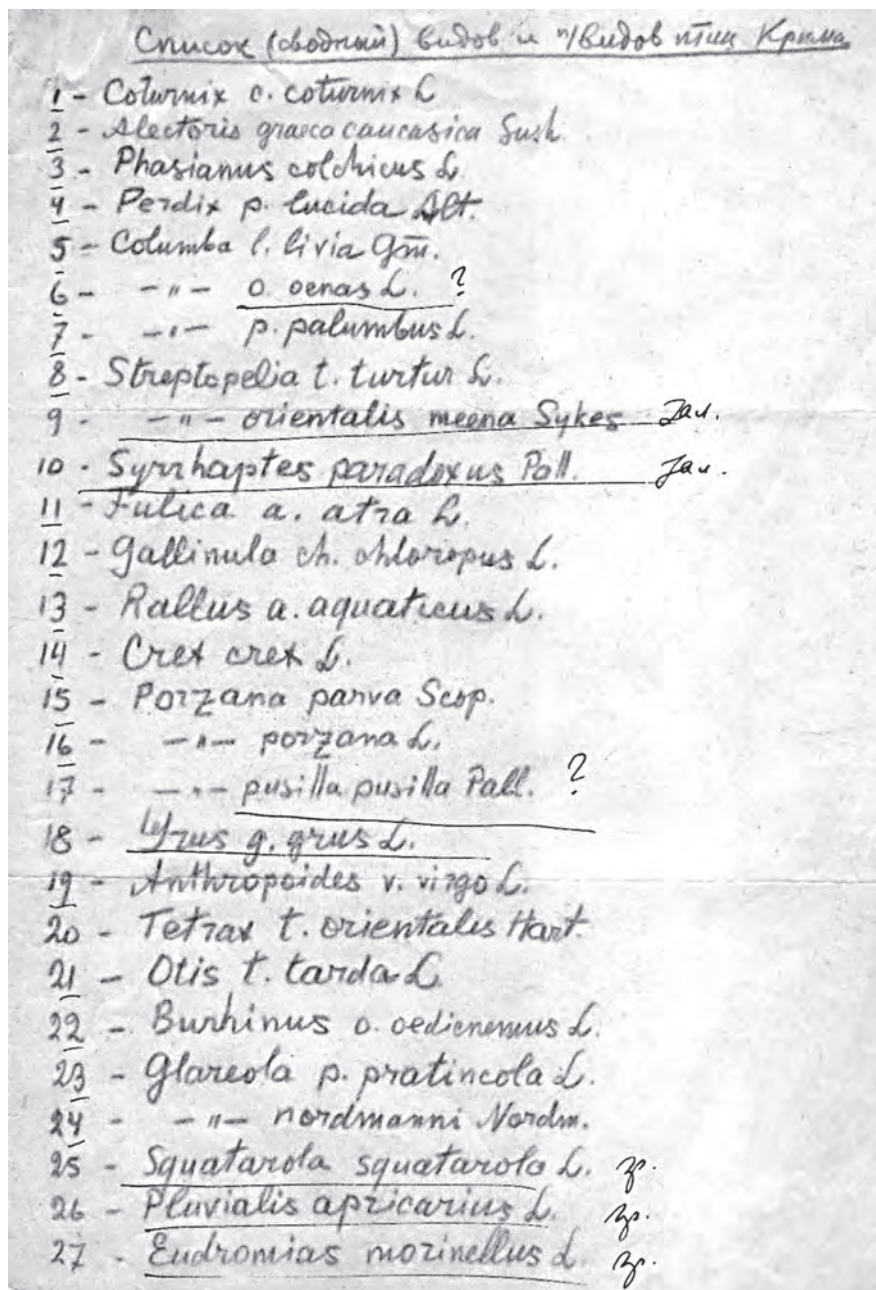 Список (сводный) видов и п/видов птиц Крыма
1 - Coturnix c. coturnix L
2 - Alectoris graeca caucasica Sush.
3 - Phasianus colchicus L.
4 - Perdix p. lucida Alt.
5 - Columba l. livia Gm.
6 - -"- o. oenas L. ?
7 - -"- p. palumbus L.
8 - Streptopelia t. turtur L.
9 - -"- orientalis meena Sykes Зал.
10 - Syrrhaptes paradoxus Pall. Зал.
11 - Fulica a. atra L.
12 - Gallinula ch. chloropus L.
13 - Rallus a. aquaticus L.
14 - Crex crex L.
15 - Porzana parva Scop.
16 - -"- porzana L.
17 - -"- pusilla pusilla Pall. ?
18 - Grus g. grus L.
19 - Anthropoides v. virgo L.
20 - Tetrax t. orientalis Hart.
21 - Otis t. tarda L
22 - Burhinus o. oedicnemus L.
23 - Glareola p. pratincola L.
24 - -"- nordmanni Nordm.
25 - Squatarola squatarola L.
26 - Pluvialis apricarius L.
27 - Eudromias morinellus L.